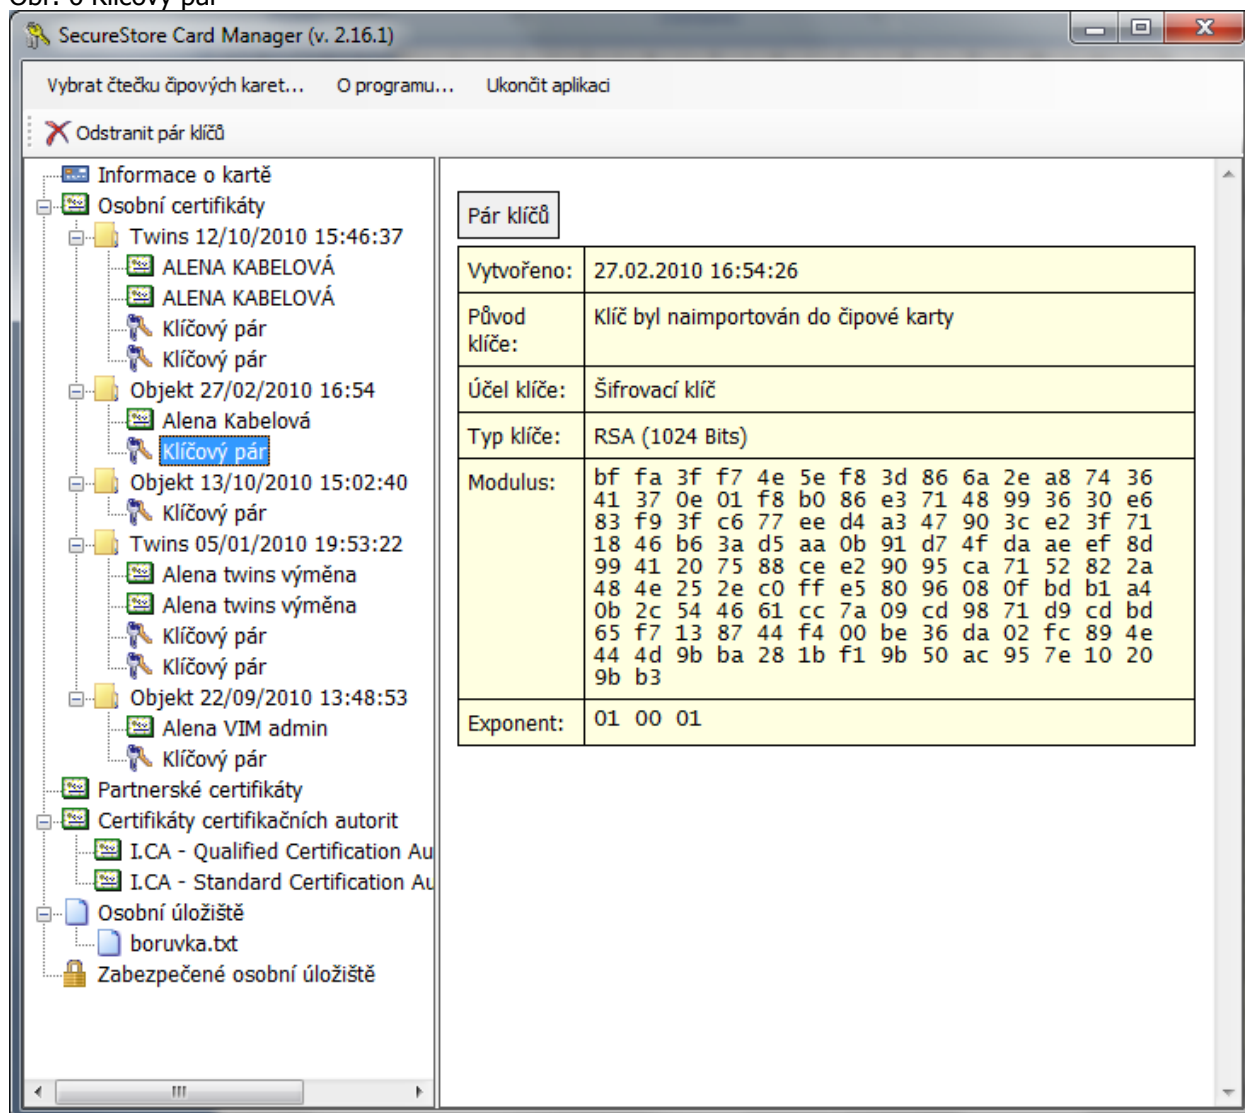 Obr. 6 Klíčový pár
SecureStore Card Manager (v. 2.16.1)
Vybrat čtečku čipových karet... O programu... Ukončit aplikaci
Odstranit pár klíčů
Informace o kartě
Osobní certifikáty
Twins 12/10/2010 15:46:37
ALENA KABELOVÁ
ALENA KABELOVÁ
Klíčový pár
Klíčový pár
Objekt 27/02/2010 16:54
Alena Kabelová
Klíčový pár
Objekt 13/10/2010 15:02:40
Klíčový pár
Twins 05/01/2010 19:53:22
Alena twins výměna
Alena twins výměna
Klíčový pár
Klíčový pár
Objekt 22/09/2010 13:48:53
Alena VIM admin
Klíčový pár
Partnerské certifikáty
Certifikáty certifikačních autorit
I.CA - Qualified Certification Au
I.CA - Standard Certification Au
Osobní úložiště
boruvka.txt
Zabezpečené osobní úložiště
Pár klíčů
Vytvořeno: 27.02.2010 16:54:26
Původ klíče: Klíč byl naimportován do čipové karty
Účel klíče: Šifrovací klíč
Typ klíče: RSA (1024 Bits)
Modulus: bf fa 3f f7 4e 5e f8 3d 86 6a 2e a8 74 36
41 37 0e 01 f8 b0 86 e3 71 48 99 36 30 e6
83 f9 3f c6 77 ee d4 a3 47 90 3c e2 3f 71
18 46 b6 3a d5 aa 0b 91 d7 4f da ae ef 8d
99 41 20 75 88 ce e2 90 95 ca 71 52 82 2a
48 4e 25 2e c0 ff e5 80 96 08 0f bd b1 a4
0b 2c 54 46 61 cc 7a 09 cd 98 71 d9 cd bd
65 f7 13 87 44 f4 00 be 36 da 02 fc 89 4e
44 4d 9b ba 28 1b f1 9b 50 ac 95 7e 10 20
9b b3
Exponent: 01 00 01